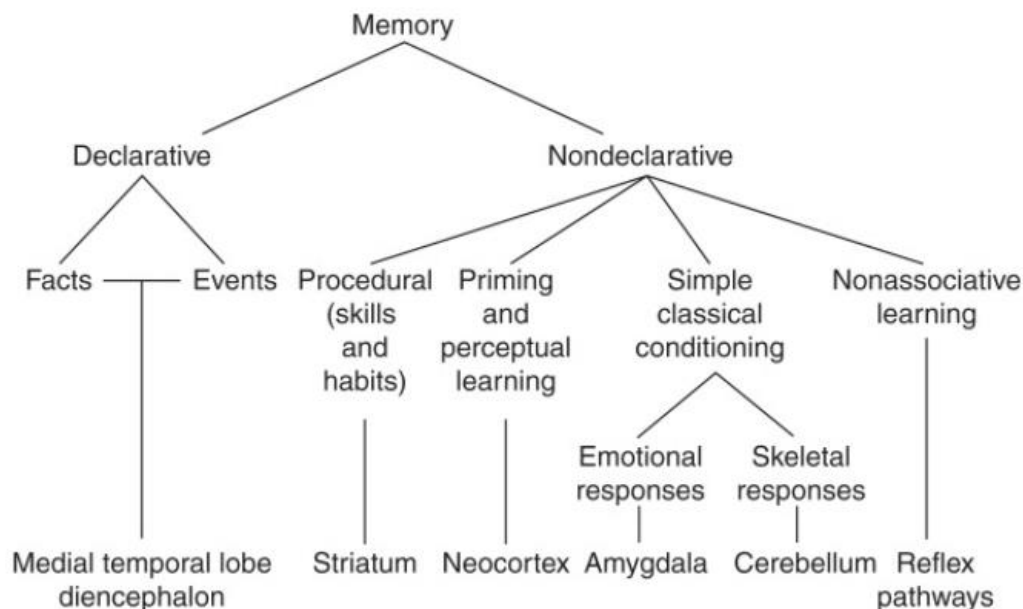 Memory
Declarative
Nondeclarative
Facts
Events
Procedural
(skills
and
habits)
Priming
and
perceptual
learning
Simple
classical
conditioning
Nonassociative
learning
Emotional
responses
Skeletal
responses
Medial temporal lobe
diencephalon
Striatum
Neocortex
Amygdala
Cerebellum
Reflex
pathways